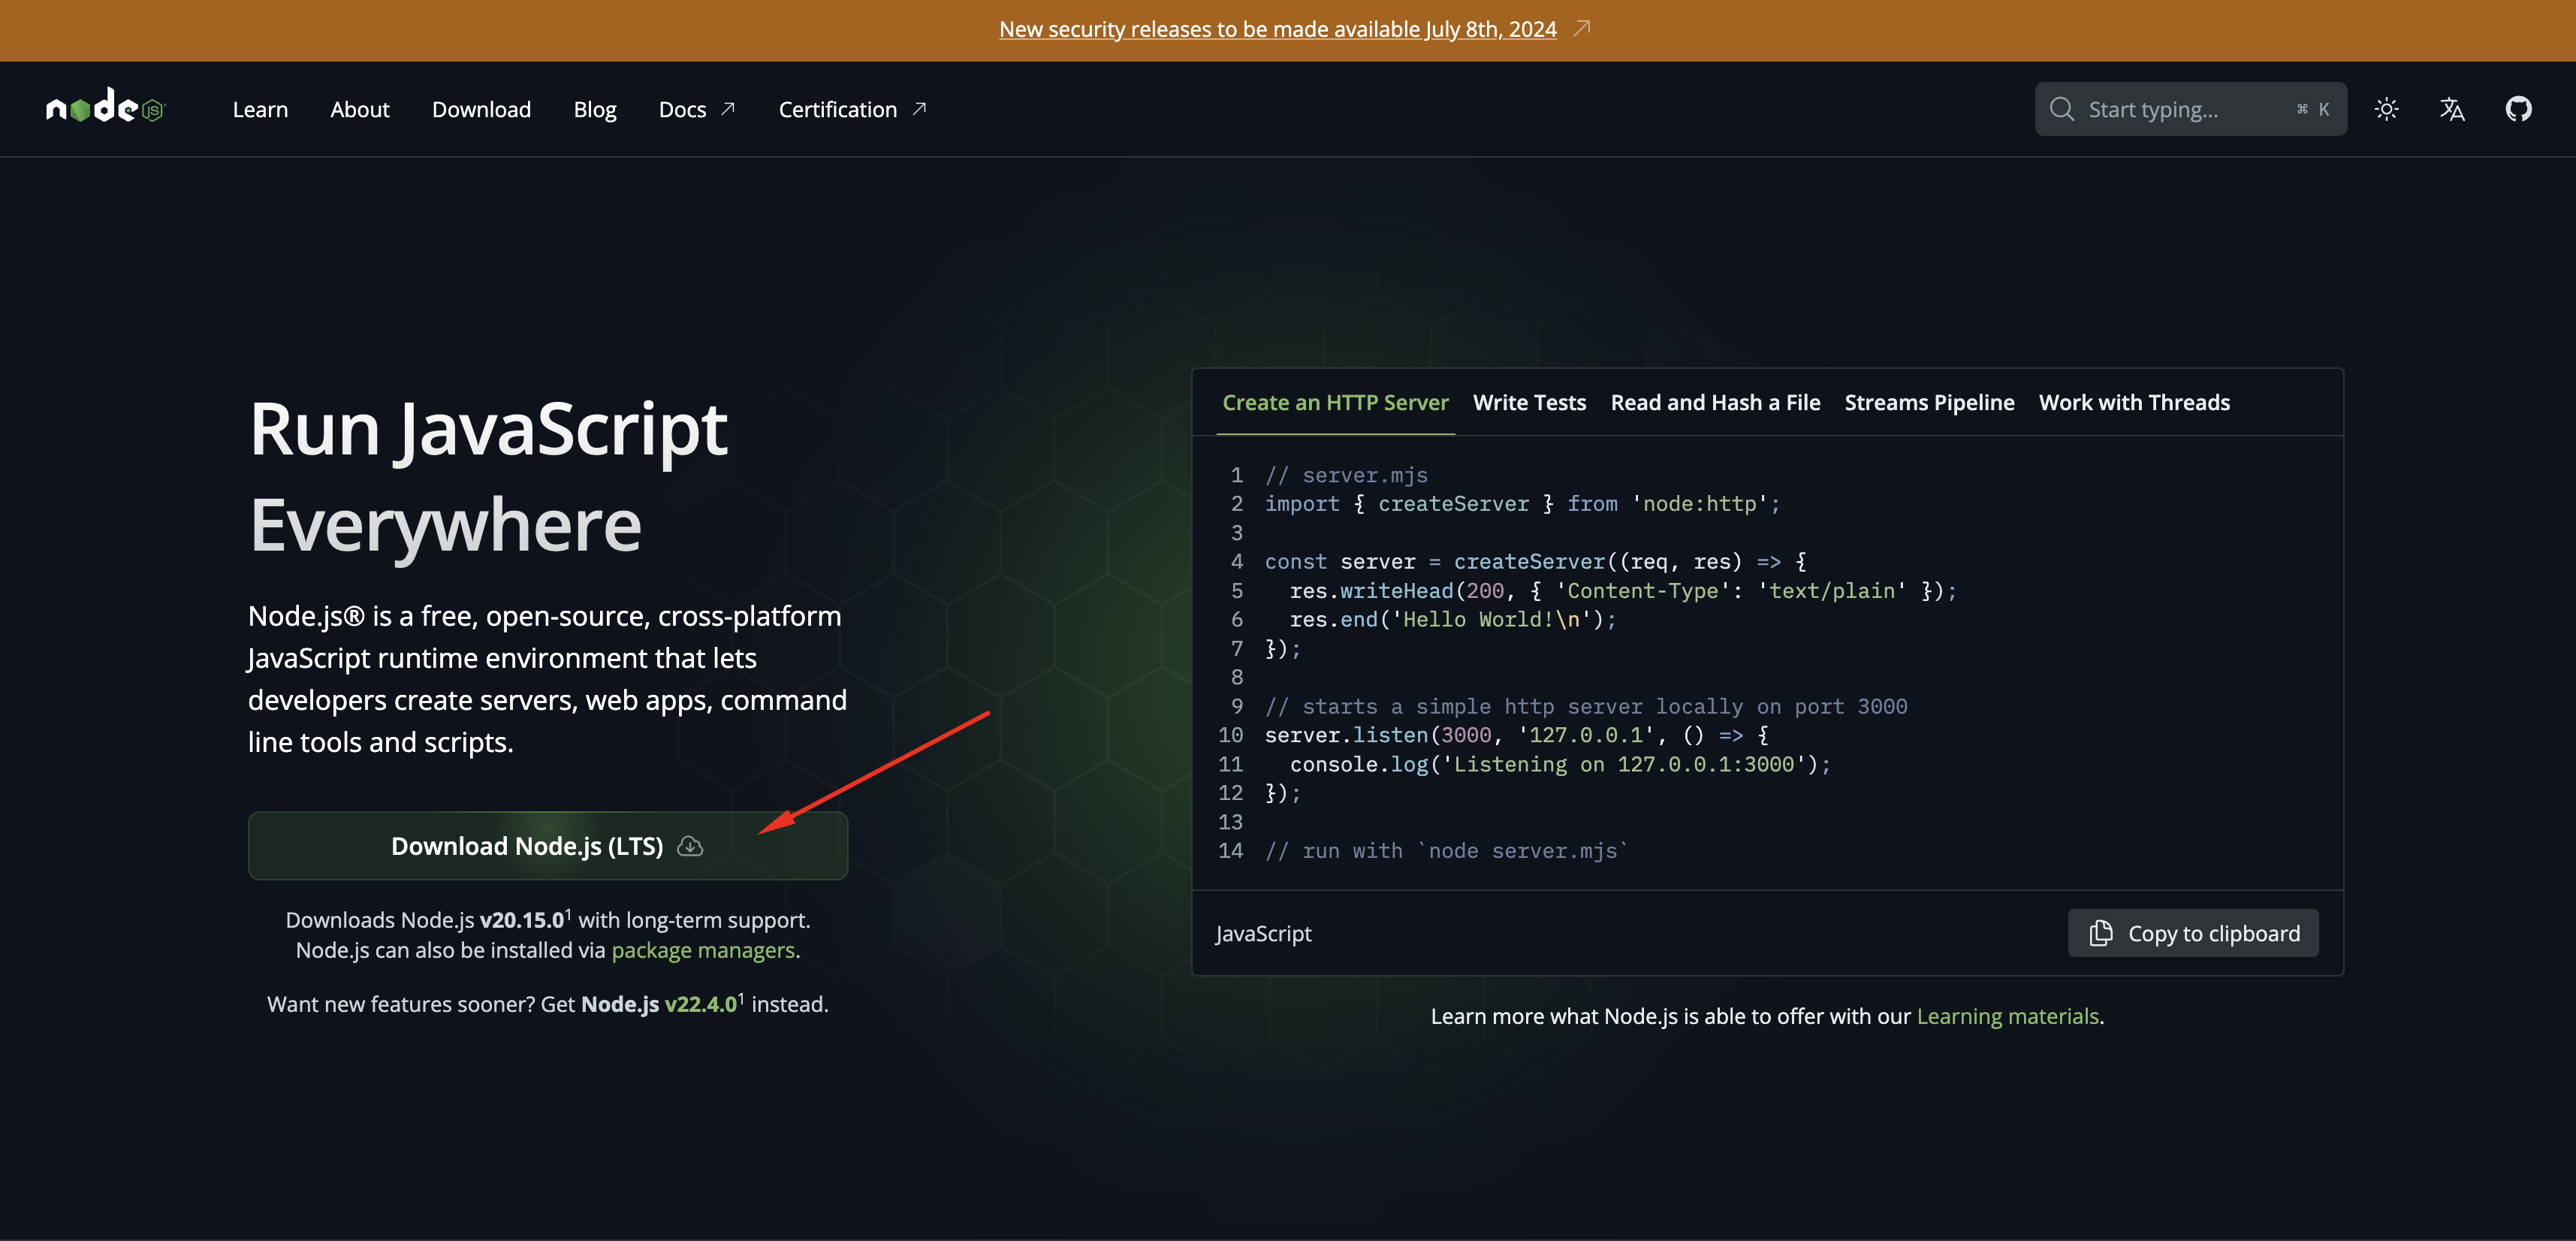 New security releases to be made available July 8th, 2024
node JS
Learn About Download Blog Docs Certification
Start typing... ⌘ K
Run JavaScript
Everywhere
Node.js® is a free, open-source, cross-platform
JavaScript runtime environment that lets
developers create servers, web apps, command
line tools and scripts.
Download Node.js (LTS)
Downloads Node.js v20.15.0¹ with long-term support.
Node.js can also be installed via package managers.
Want new features sooner? Get Node.js v22.4.0¹ instead.
Create an HTTP Server Write Tests Read and Hash a File Streams Pipeline Work with Threads
1 // server.mjs
2 import { createServer } from 'node:http';
3
4 const server = createServer((req, res) => {
5   res.writeHead(200, { 'Content-Type': 'text/plain' });
6   res.end('Hello World!\n');
7 });
8
9 // starts a simple http server locally on port 3000
10 server.listen(3000, '127.0.0.1', () => {
11   console.log('Listening on 127.0.0.1:3000');
12 });
13
14 // run with `node server.mjs`
JavaScript Copy to clipboard
Learn more what Node.js is able to offer with our Learning materials.